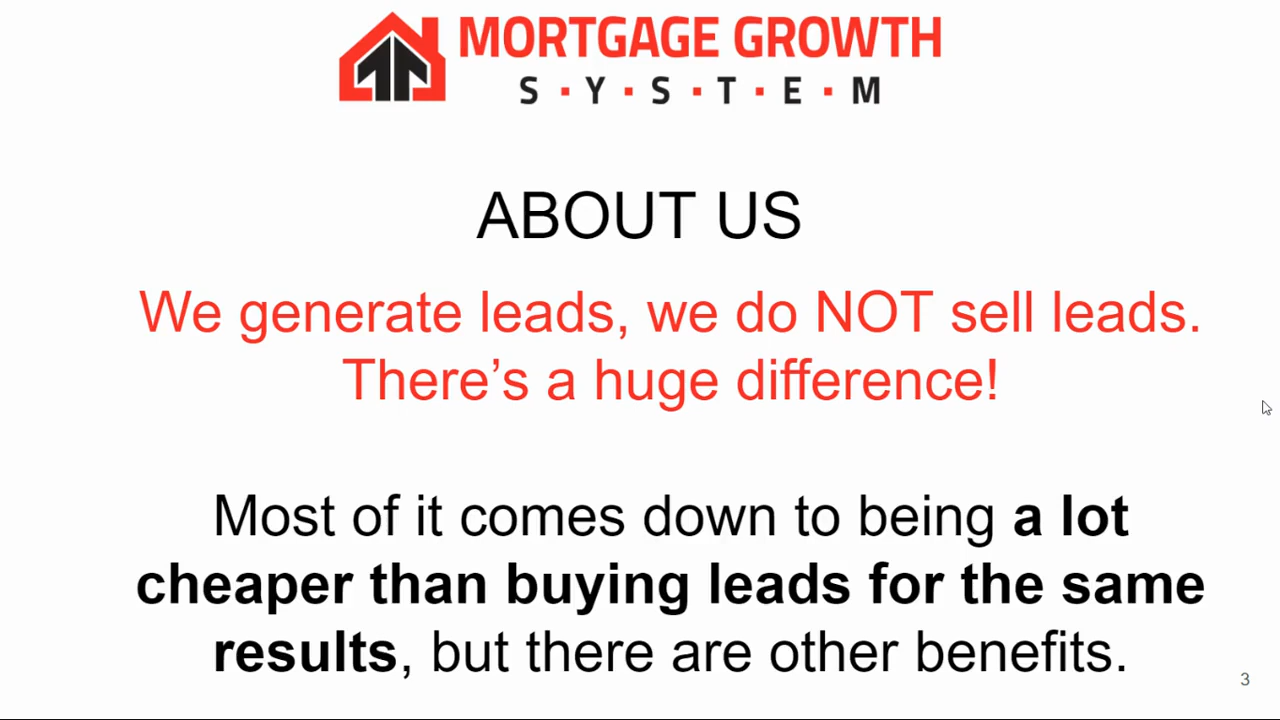 MORTGAGE GROWTH
S·Y·S·T·E·M
ABOUT US
We generate leads, we do NOT sell leads.
There’s a huge difference!
Most of it comes down to being a lot
cheaper than buying leads for the same
results, but there are other benefits.
3